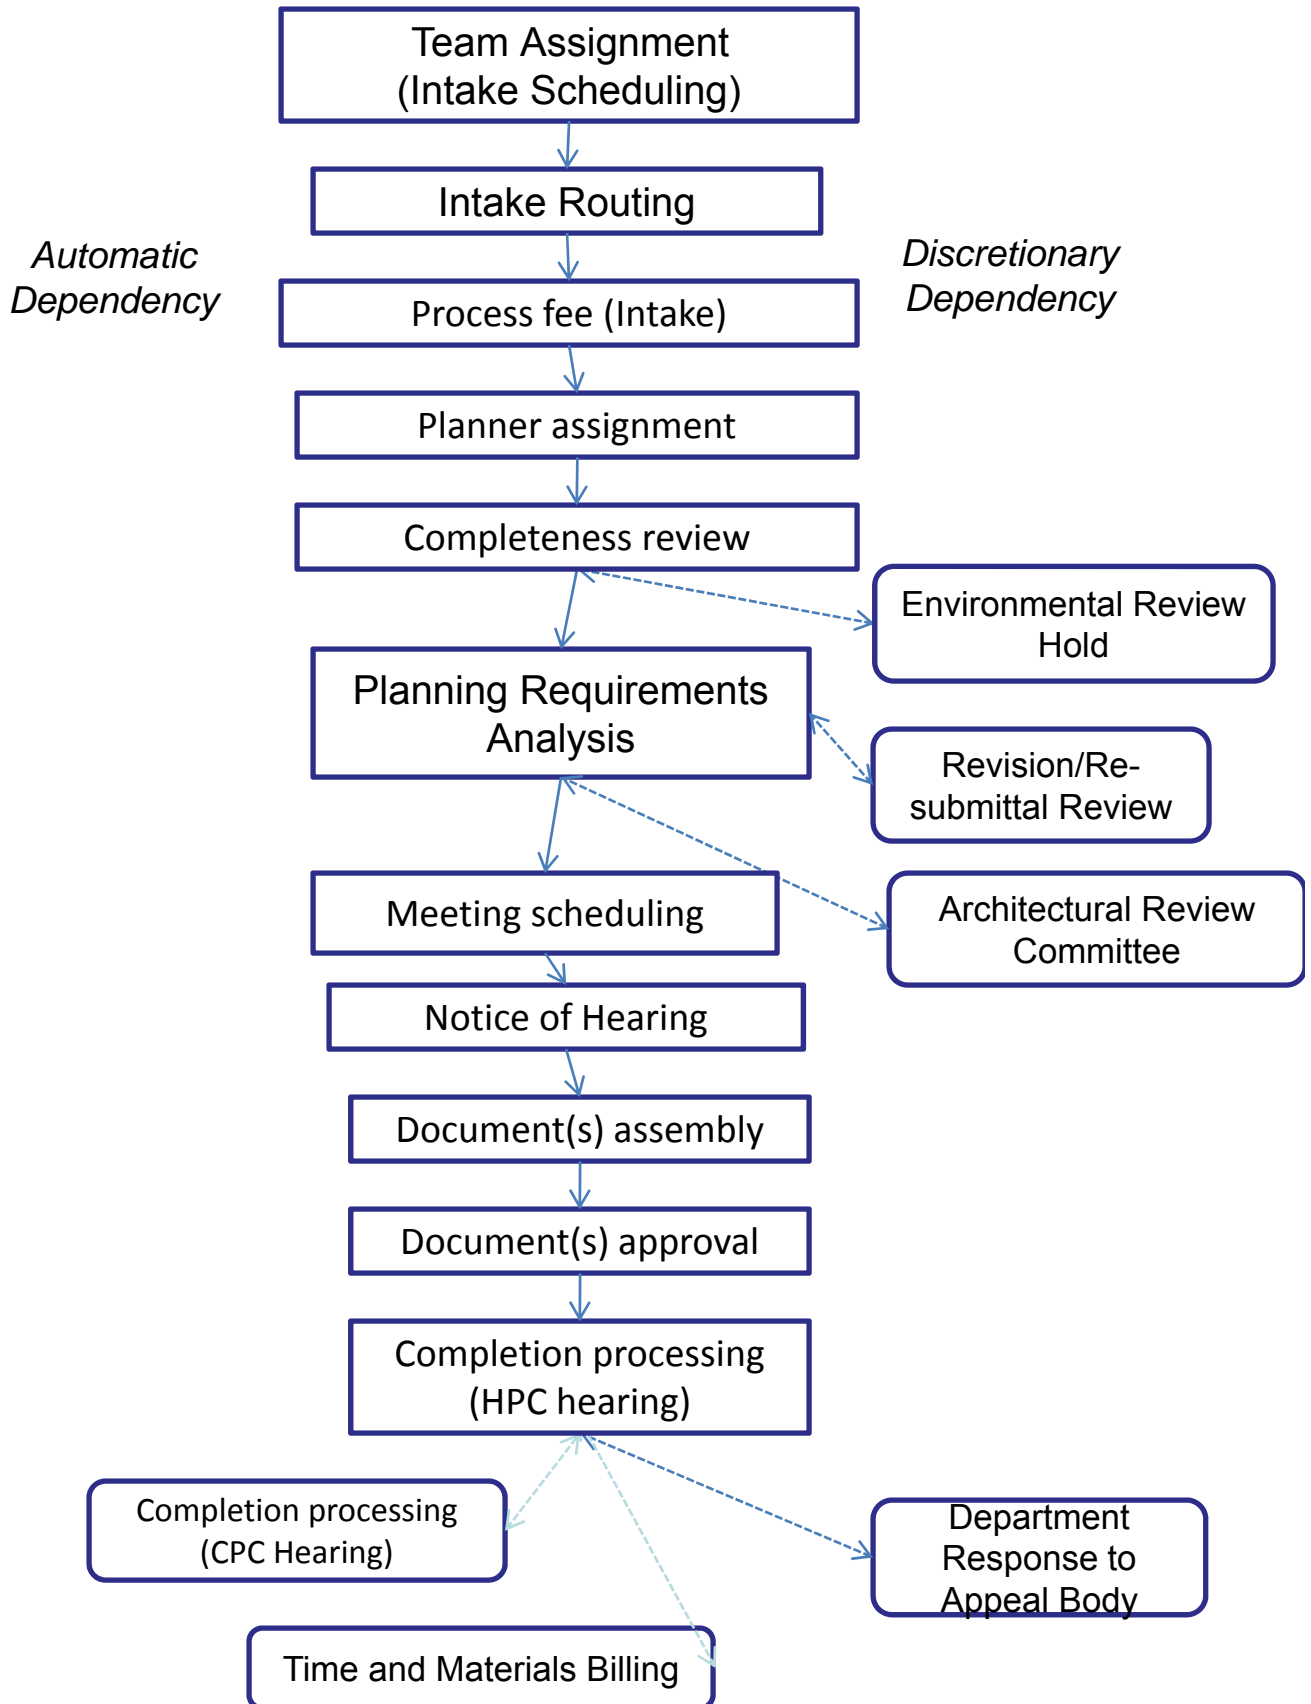 Team Assignment
(Intake Scheduling)
Intake Routing
Automatic
Dependency
Discretionary
Dependency
Process fee (Intake)
Planner assignment
Completeness review
Environmental Review
Hold
Planning Requirements
Analysis
Revision/Re-
submittal Review
Meeting scheduling
Architectural Review
Committee
Notice of Hearing
Document(s) assembly
Document(s) approval
Completion processing
(HPC hearing)
Completion processing
(CPC Hearing)
Department
Response to
Appeal Body
Time and Materials Billing